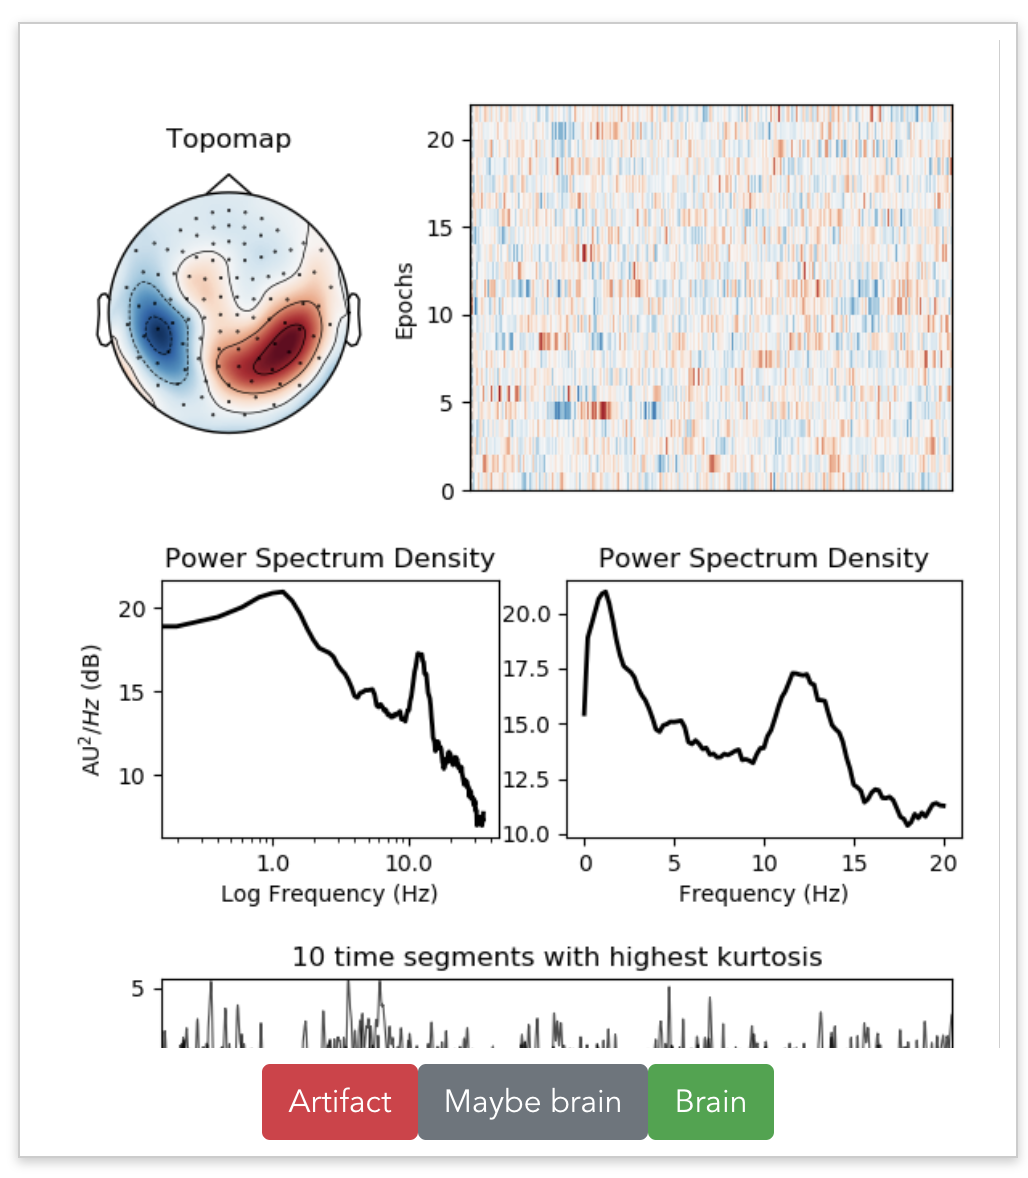 Topomap
Epochs
20
15
10
5
0
Power Spectrum Density
AU²/Hz (dB)
20
15
10
1.0 10.0
Log Frequency (Hz)
Power Spectrum Density
20.0
17.5
15.0
12.5
10.0
0 5 10 15 20
Frequency (Hz)
10 time segments with highest kurtosis
5
Artifact Maybe brain Brain